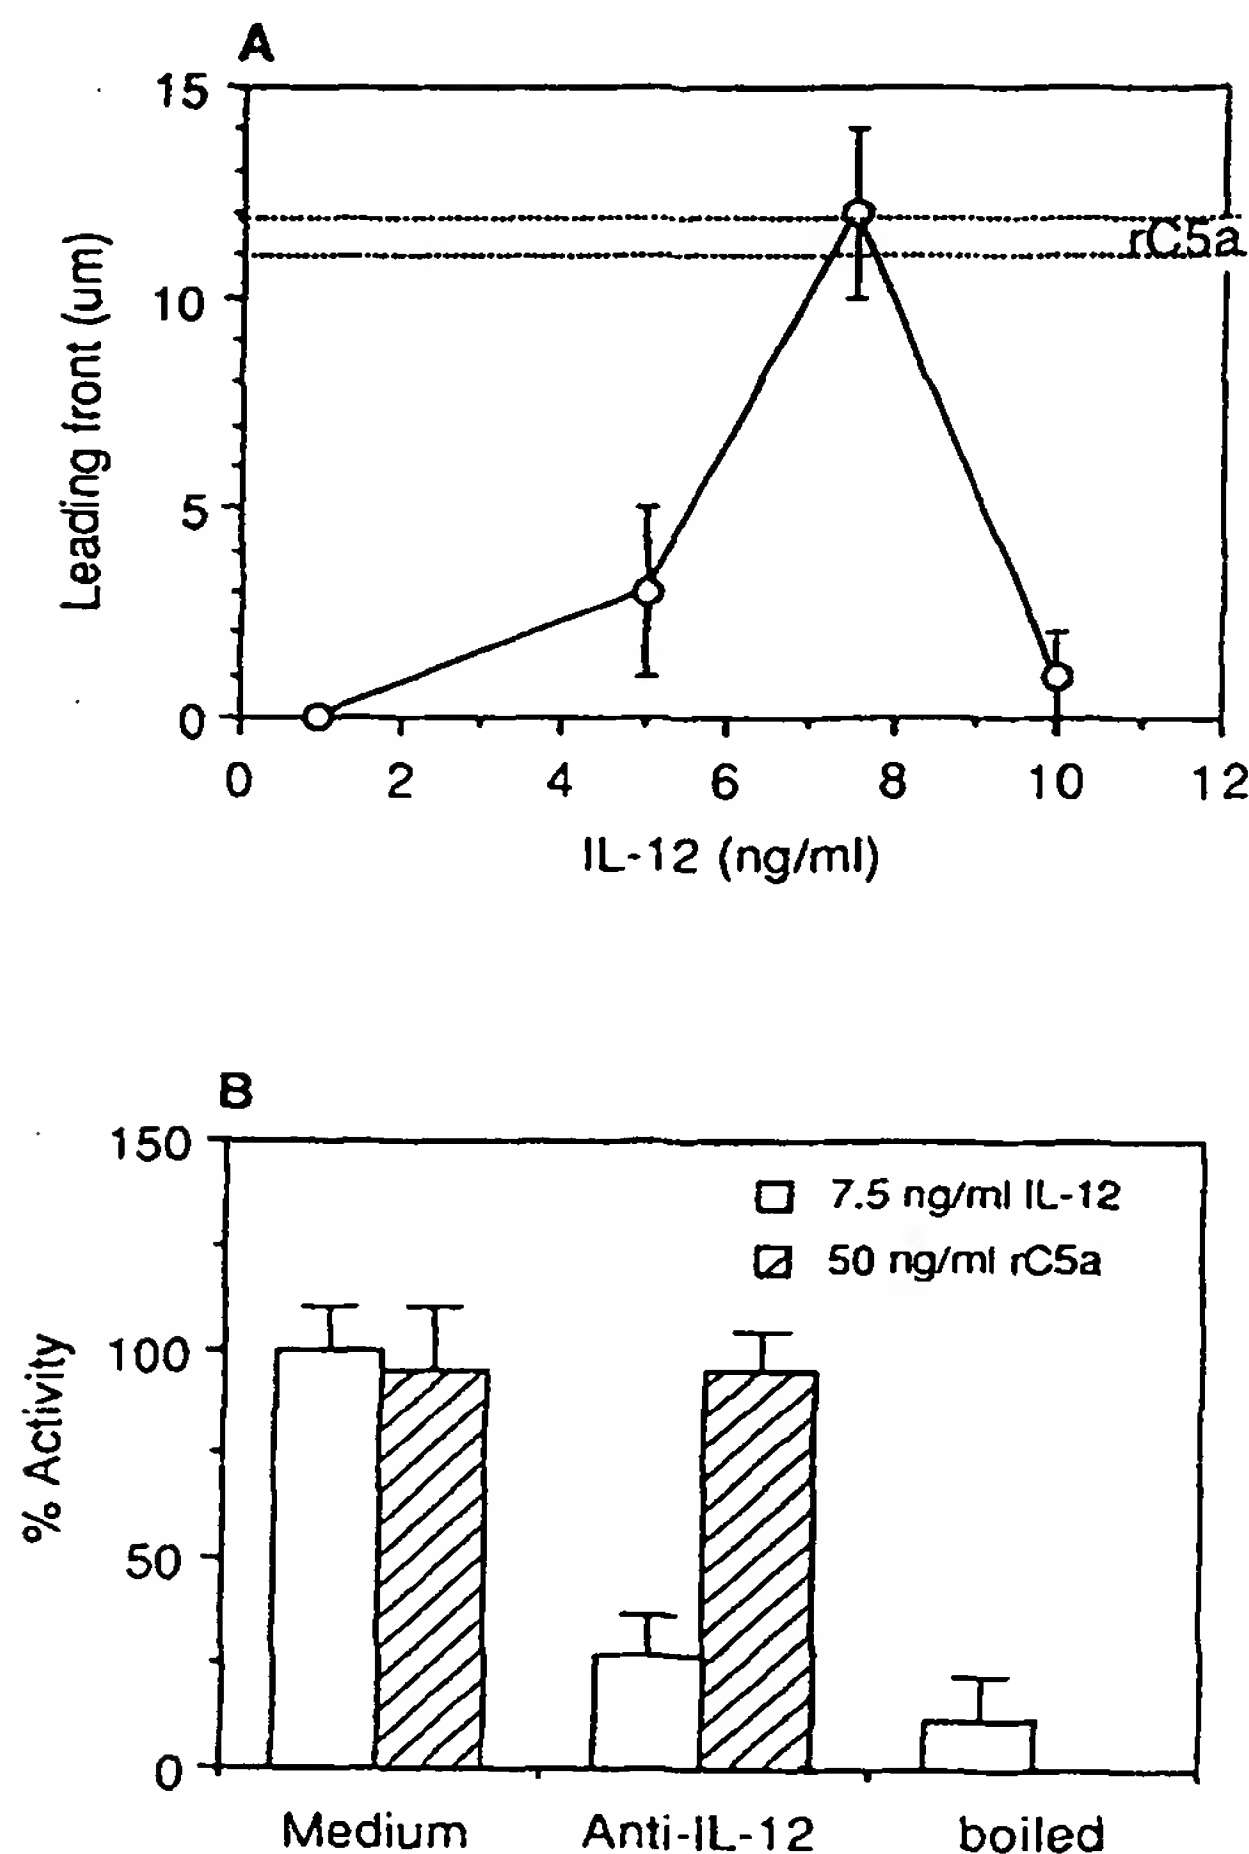 A
15
10
5
0
Leading front (um)
rC5a
0 2 4 6 8 10 12
IL-12 (ng/ml)
B
150
100
50
0
% Activity
7.5 ng/ml IL-12
50 ng/ml rC5a
Medium Anti-IL-12 boiled